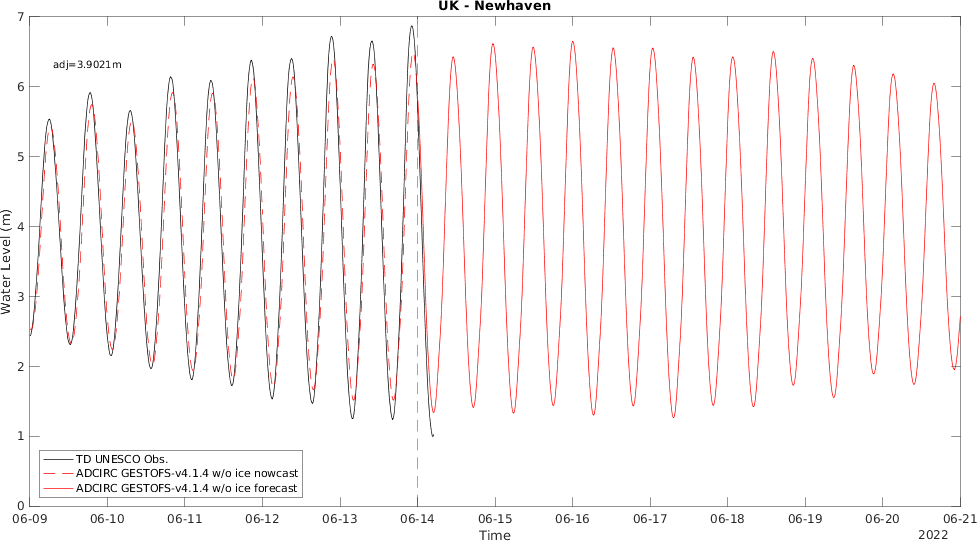 UK - Newhaven
adj=3.9021m
Water Level (m)
7
6
5
4
3
2
1
0
TD UNESCO Obs.
ADCIRC GESTOFS-v4.1.4 w/o ice nowcast
ADCIRC GESTOFS-v4.1.4 w/o ice forecast
06-09 06-10 06-11 06-12 06-13 06-14 06-15 06-16 06-17 06-18 06-19 06-20 06-21
Time
2022